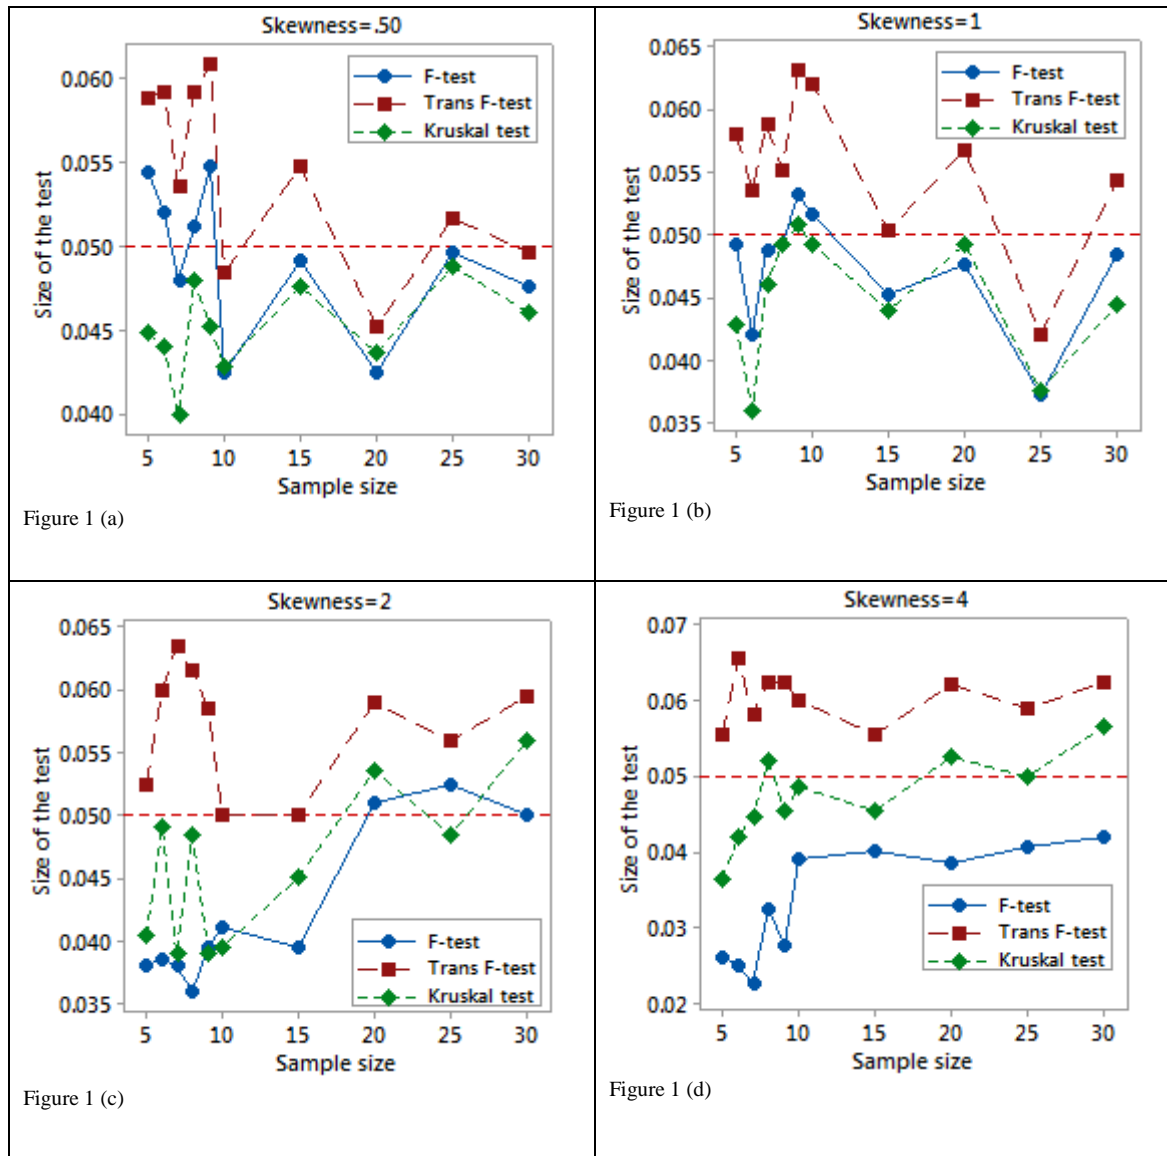 Skewness=.50
0.060
0.055
0.050
0.045
0.040
Size of the test
F-test
Trans F-test
Kruskal test
5 10 15 20 25 30
Sample size
Figure 1 (a)
Skewness=1
0.065
0.060
0.055
0.050
0.045
0.040
0.035
Size of the test
F-test
Trans F-test
Kruskal test
5 10 15 20 25 30
Sample size
Figure 1 (b)
Skewness=2
0.065
0.060
0.055
0.050
0.045
0.040
0.035
Size of the test
F-test
Trans F-test
Kruskal test
5 10 15 20 25 30
Sample size
Figure 1 (c)
Skewness=4
0.07
0.06
0.05
0.04
0.03
0.02
Size of the test
F-test
Trans F-test
Kruskal test
5 10 15 20 25 30
Sample size
Figure 1 (d)